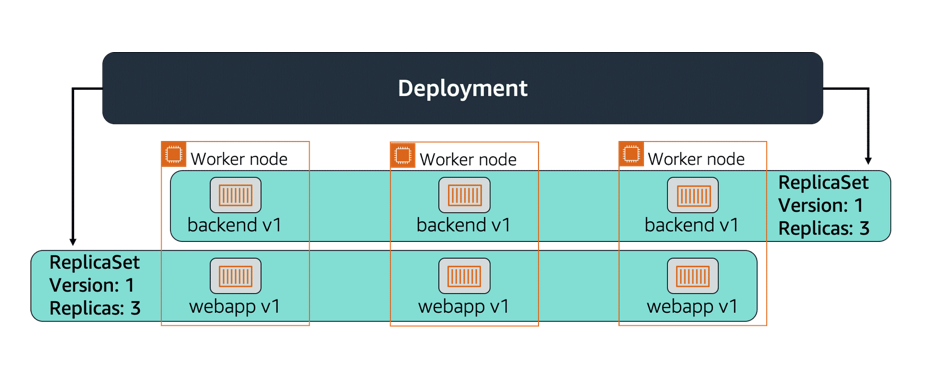 Deployment
Worker node
Worker node
Worker node
backend v1
backend v1
backend v1
ReplicaSet
Version: 1
Replicas: 3
ReplicaSet
Version: 1
Replicas: 3
webapp v1
webapp v1
webapp v1